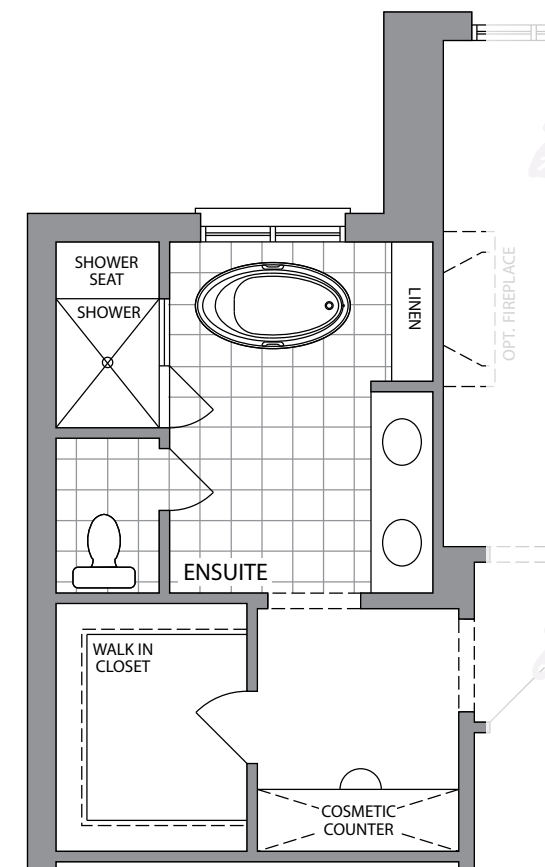 SHOWER
SEAT
SHOWER
LINEN
OPT. FIREPLACE
ENSUITE
WALK IN
CLOSET
COSMETIC
COUNTER